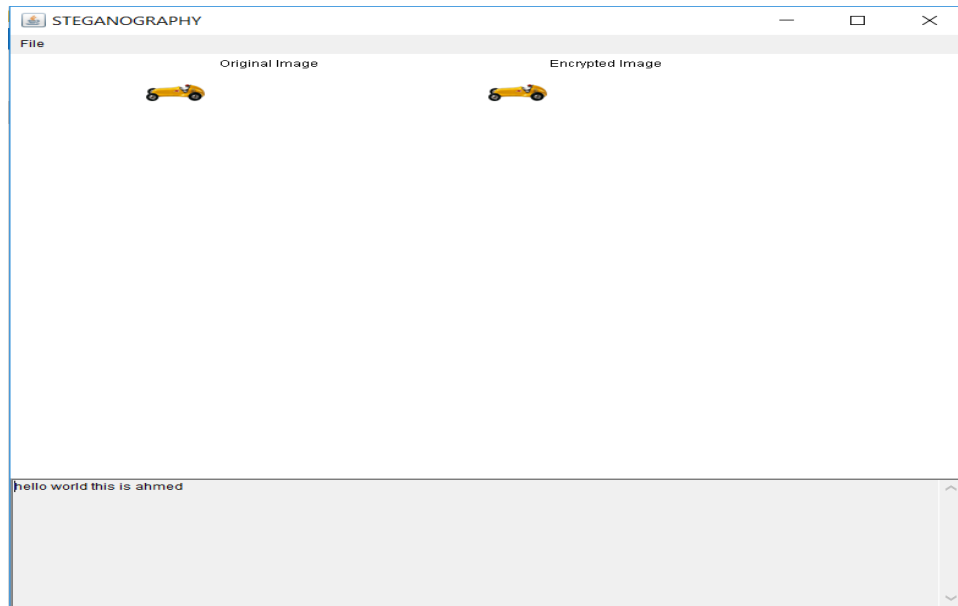 STEGANOGRAPHY
File
Original Image
Encrypted Image
hello world this is ahmed